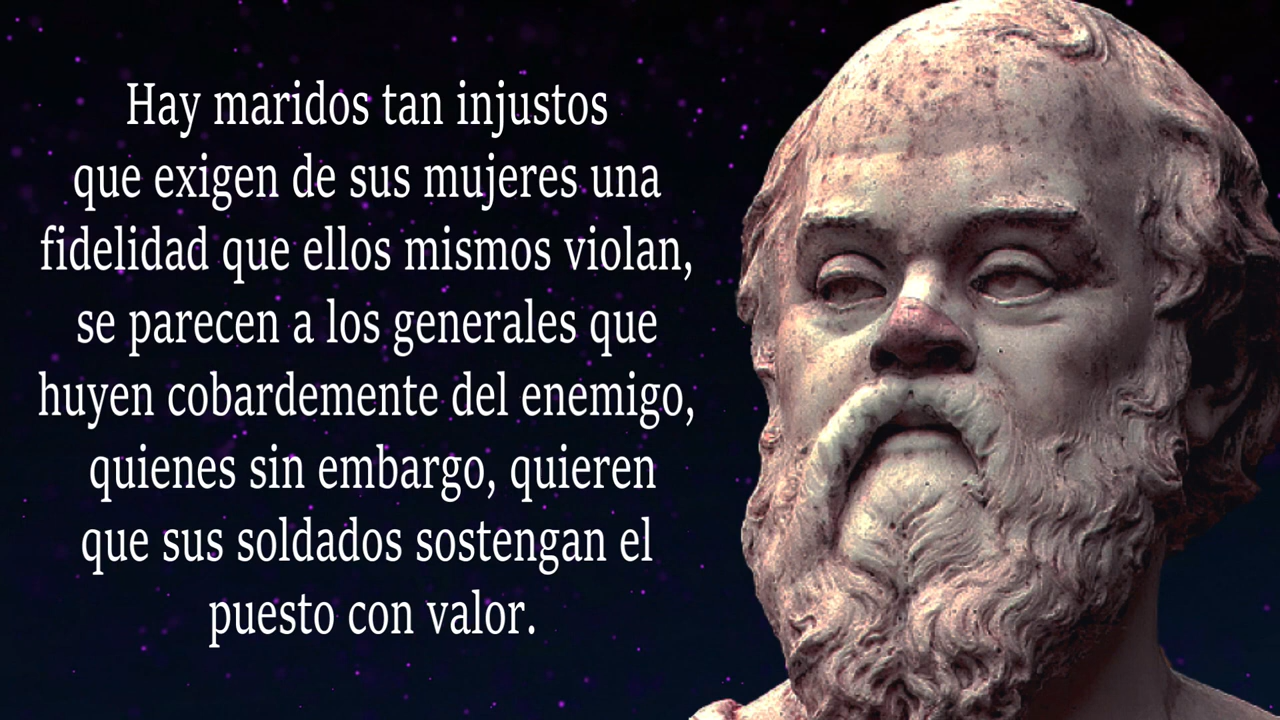 Hay maridos tan injustos
que exigen de sus mujeres una
fidelidad que ellos mismos violan,
se parecen a los generales que
huyen cobardemente del enemigo,
quienes sin embargo, quieren
que sus soldados sostengan el
puesto con valor.